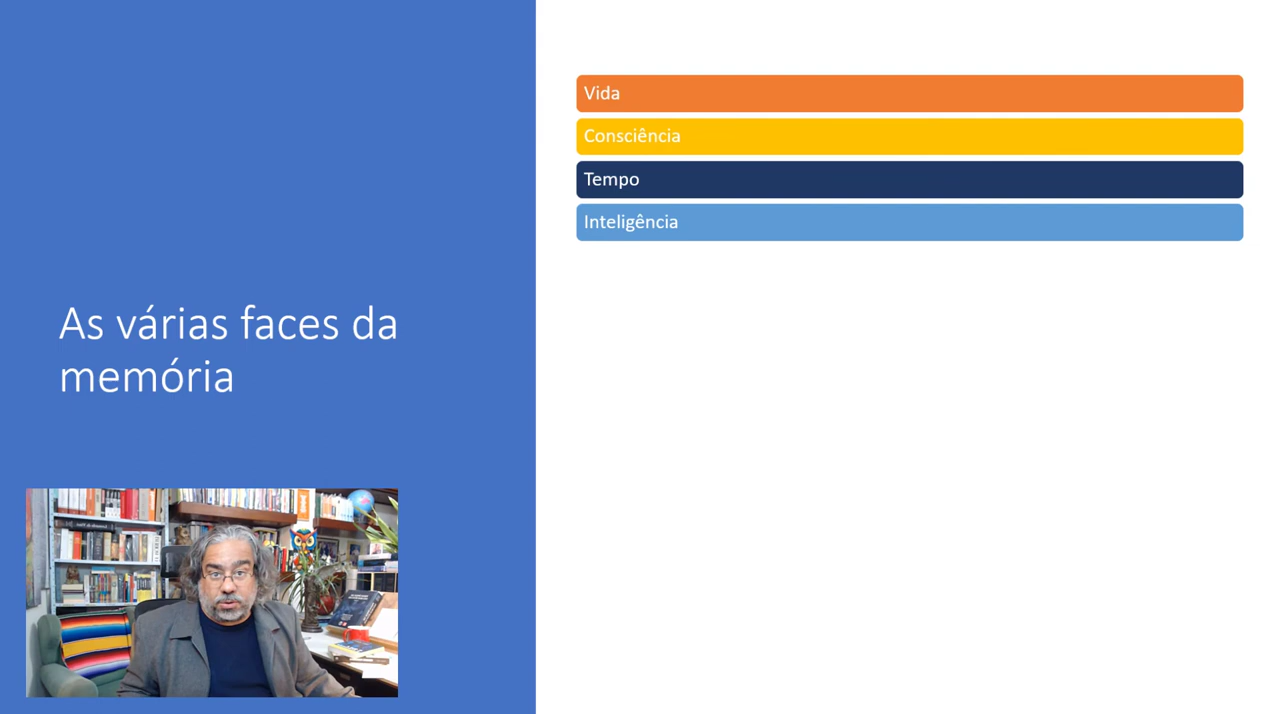 As várias faces da
memória
Vida
Consciência
Tempo
Inteligência